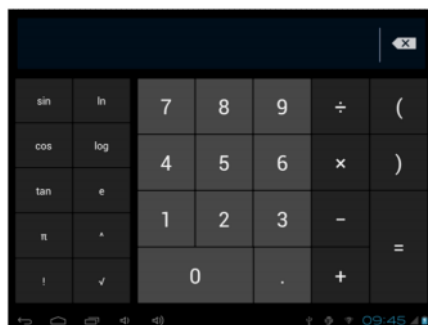 sin ln 7 8 9 ÷ (
cos log 4 5 6 × )
tan e
1 2 3 −
π ^ =
! √ 0 . +
09:45